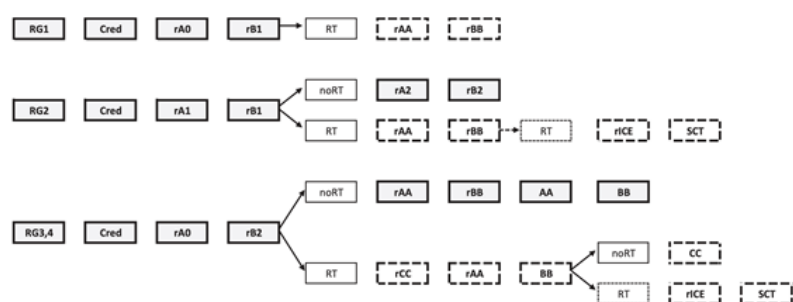 RG1 Cred rA0 rB1 RT rAA rBB
noRT rA2 rB2
RG2 Cred rA1 rB1
RT rAA rBB RT rICE SCT
noRT rAA rBB AA BB
RG3,4 Cred rA0 rB2
noRT CC
RT rCC rAA BB
RT rICE SCT